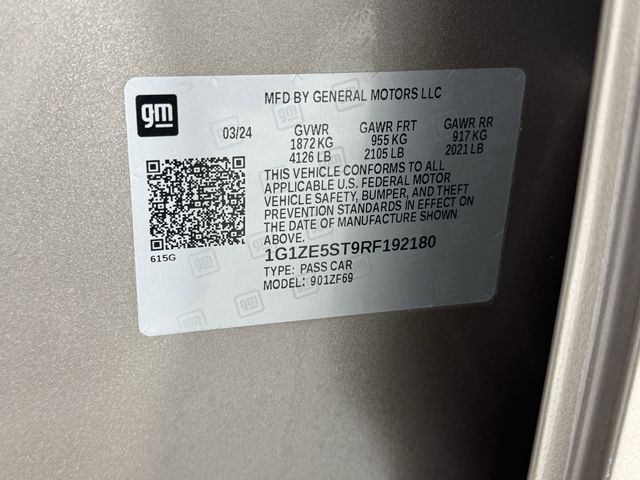 gm
MFD BY GENERAL MOTORS LLC
03/24 GVWR GAWR FRT GAWR RR
1872 KG 955 KG 917 KG
4126 LB 2105 LB 2021 LB
THIS VEHICLE CONFORMS TO ALL
APPLICABLE U.S. FEDERAL MOTOR
VEHICLE SAFETY, BUMPER, AND THEFT
PREVENTION STANDARDS IN EFFECT ON
THE DATE OF MANUFACTURE SHOWN
ABOVE.
615G
1G1ZE5ST9RF192180
TYPE: PASS CAR
MODEL: 901ZF69